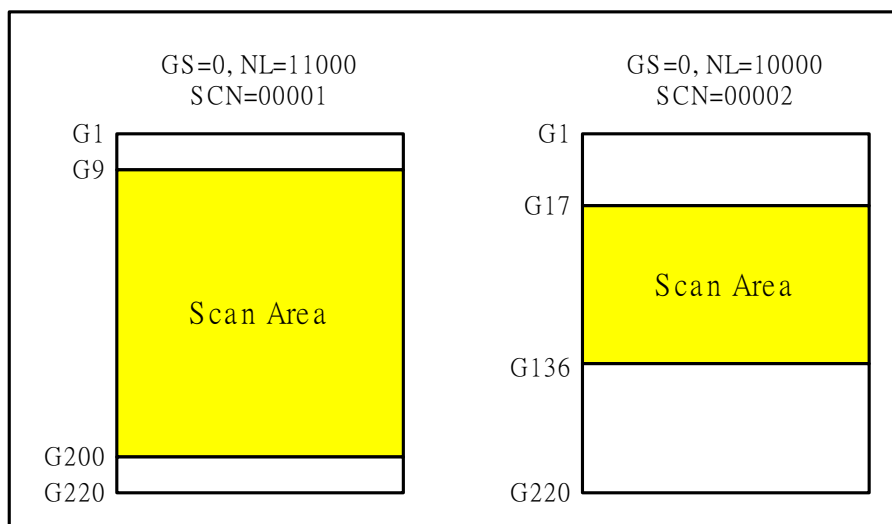 GS=0, NL=11000
SCN=00001
G1
G9
Scan Area
G200
G220
GS=0, NL=10000
SCN=00002
G1
G17
Scan Area
G136
G220